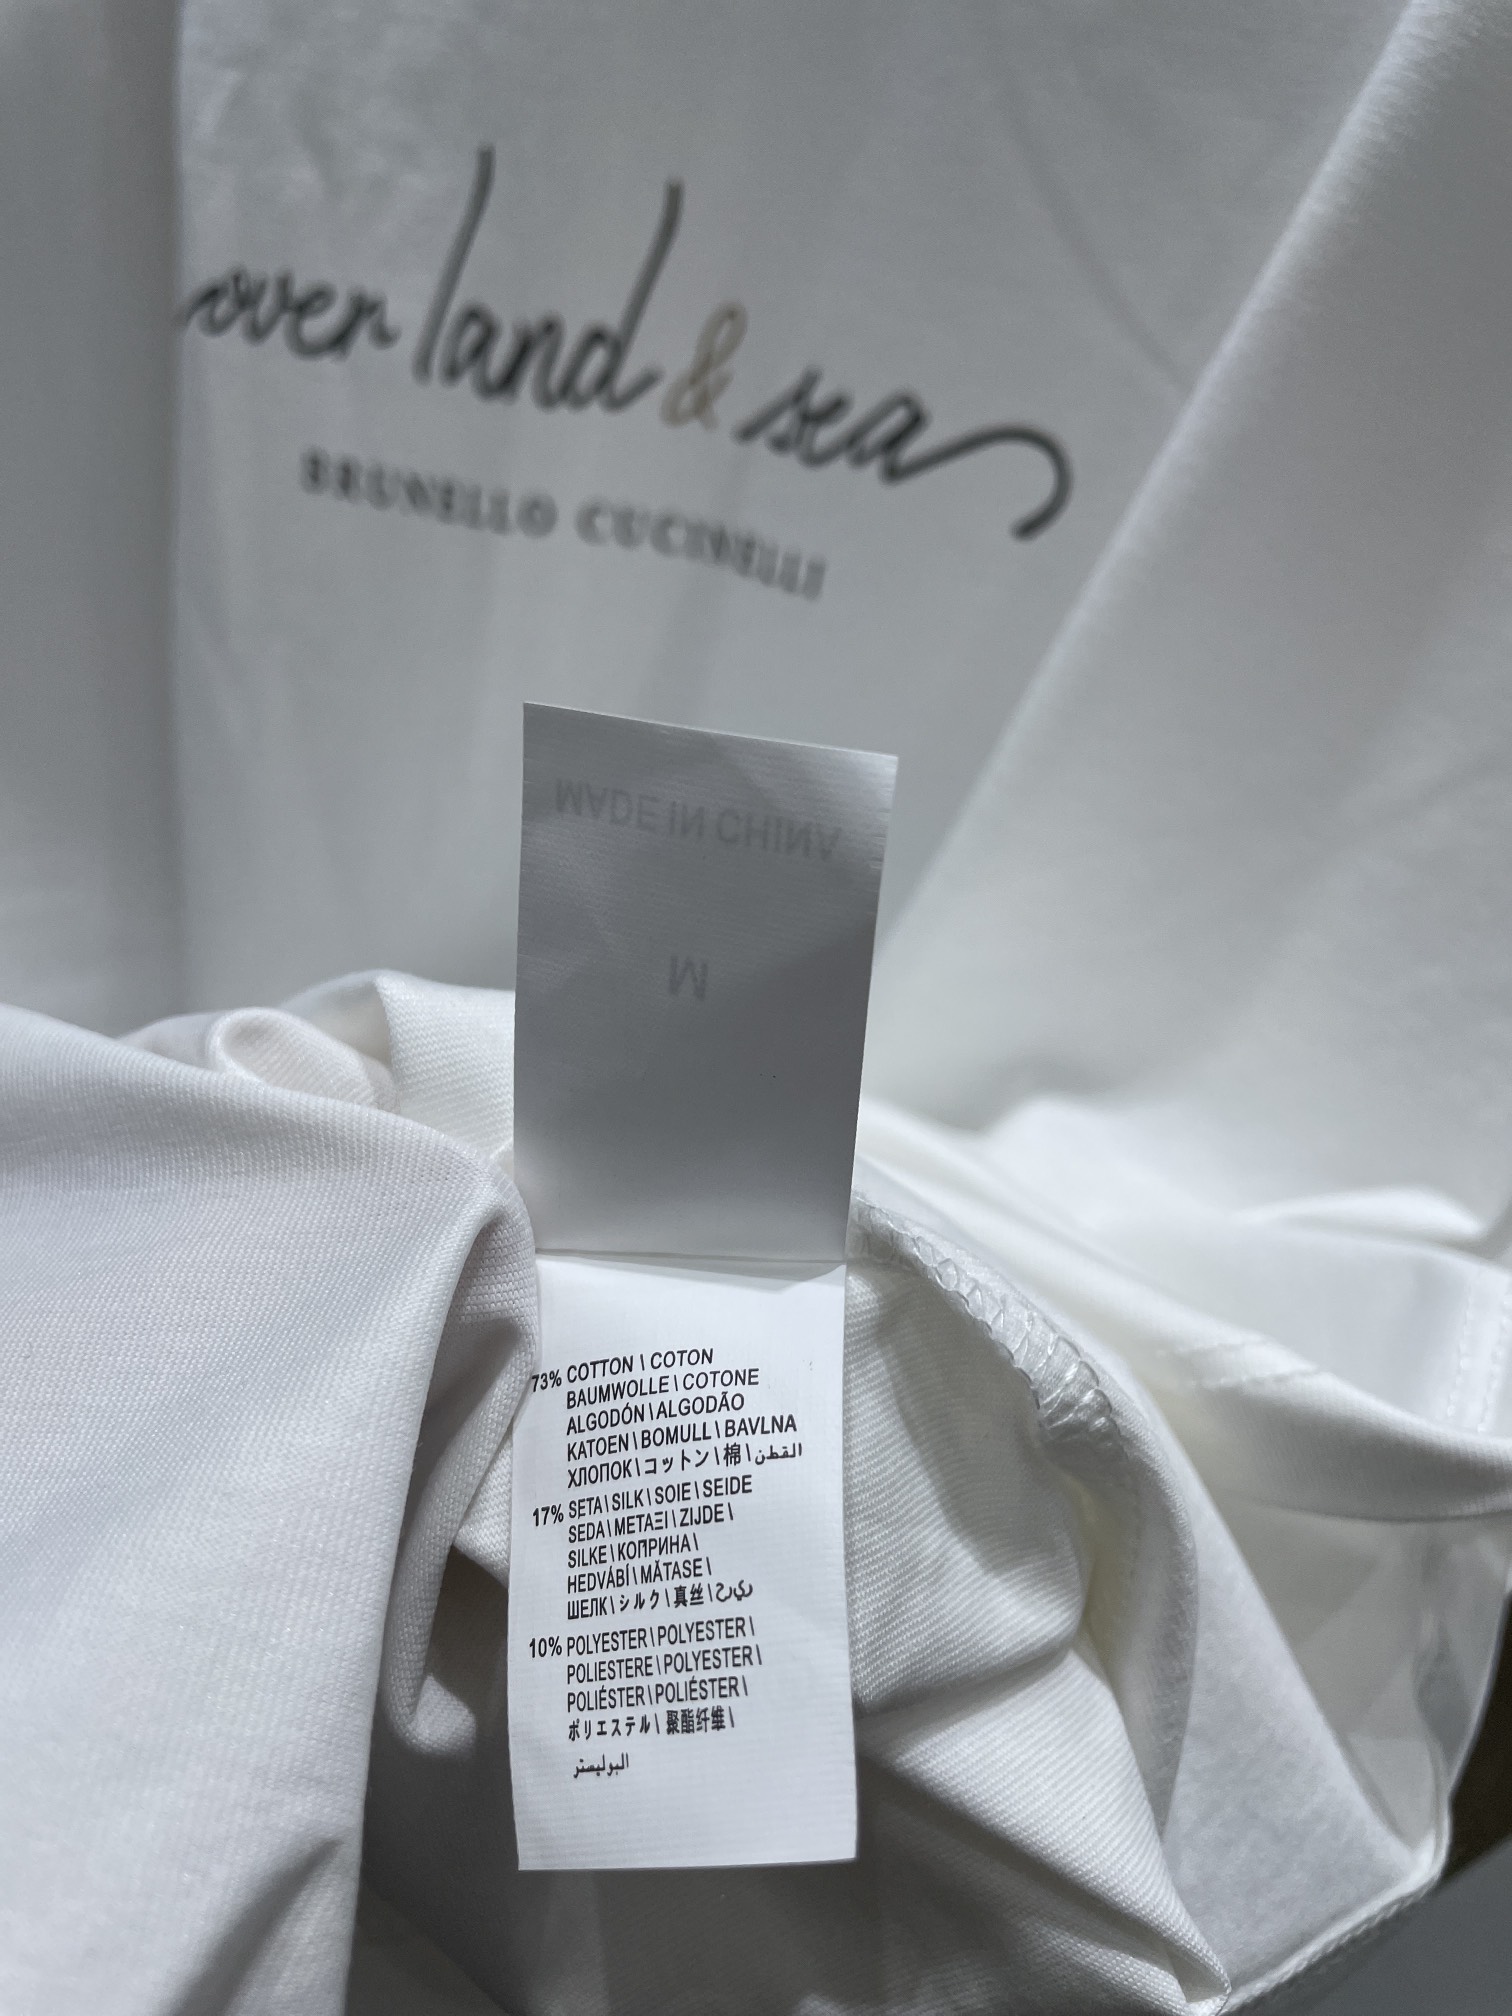 over land & sea
BRUNELLO CUCINELLI
MADE IN CHINA
M
73% COTTON \ COTON
BAUMWOLLE \ COTONE
ALGODÓN \ ALGODÃO
KATOEN \ BOMULL \ BAVLNA
ХЛОПОК \ コットン \ 棉 \ القطن
17% SETA \ SILK \ SOIE \ SEIDE
SEDA \ ΜΕΤΑΞΙ \ ZIJDE \
SILKE \ КОПРИНА \
HEDVÁBÍ \ MĂTASE \
ШЕЛК \ シルク \ 真丝 \
10% POLYESTER \ POLYESTER \
POLIESTERE \ POLYESTER \
POLIÉSTER \ POLIÉSTER \
ポリエステル \ 聚酯纤维 \
البوليستر